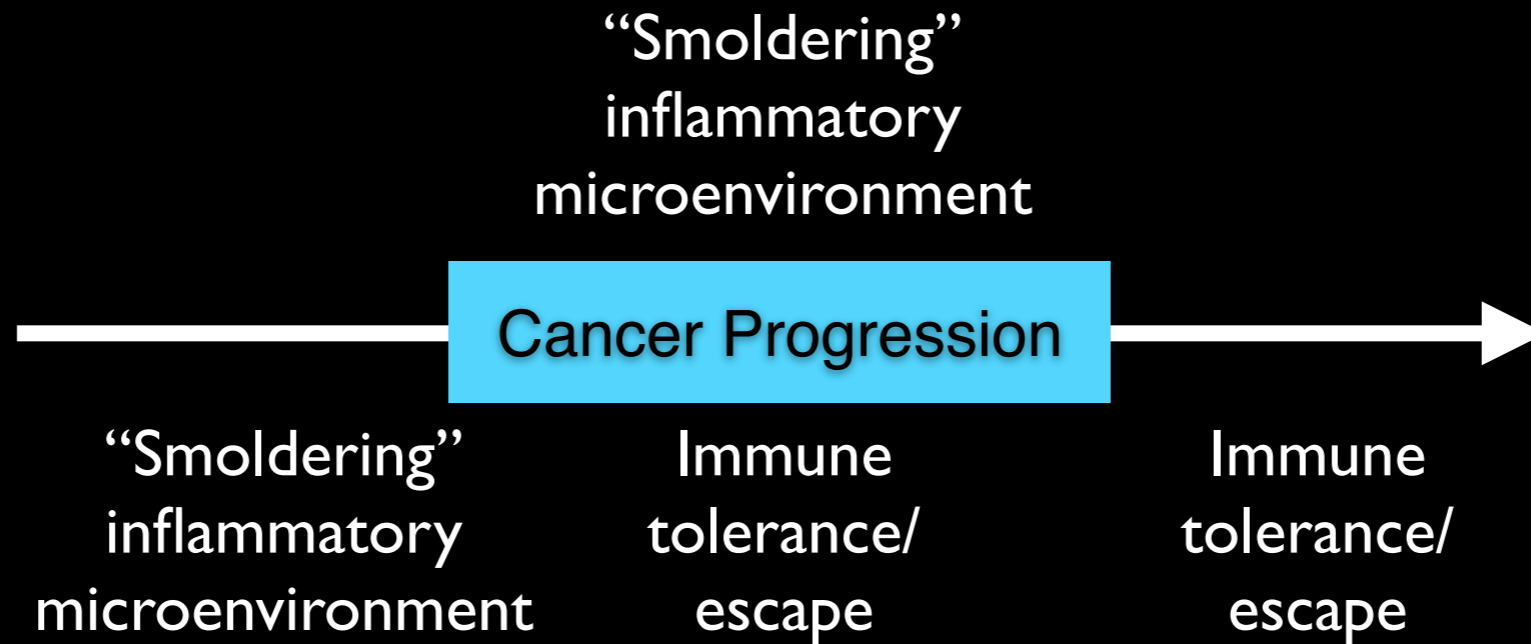 “Smoldering”
inflammatory
microenvironment
Cancer Progression
“Smoldering”
inflammatory
microenvironment
Immune
tolerance/
escape
Immune
tolerance/
escape